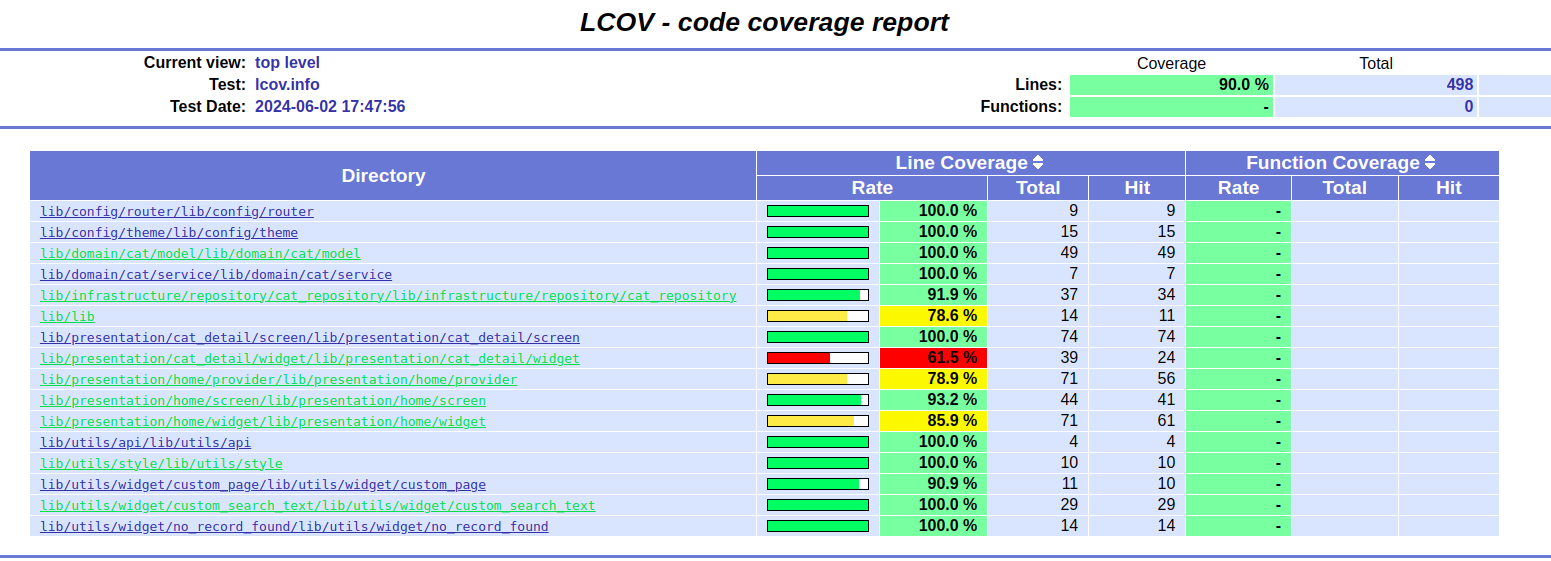 LCOV - code coverage report
Current view: top level
Coverage Total
Test: lcov.info Lines: 90.0 % 498
Test Date: 2024-06-02 17:47:56 Functions: - 0
Directory Line Coverage Function Coverage
Rate Total Hit Rate Total Hit
lib/config/router/lib/config/router 100.0 % 9 9 -
lib/config/theme/lib/config/theme 100.0 % 15 15 -
lib/domain/cat/model/lib/domain/cat/model 100.0 % 49 49 -
lib/domain/cat/service/lib/domain/cat/service 100.0 % 7 7 -
lib/infrastructure/repository/cat_repository/lib/infrastructure/repository/cat_repository 91.9 % 37 34 -
lib/lib 78.6 % 14 11 -
lib/presentation/cat_detail/screen/lib/presentation/cat_detail/screen 100.0 % 74 74 -
lib/presentation/cat_detail/widget/lib/presentation/cat_detail/widget 61.5 % 39 24 -
lib/presentation/home/provider/lib/presentation/home/provider 78.9 % 71 56 -
lib/presentation/home/screen/lib/presentation/home/screen 93.2 % 44 41 -
lib/presentation/home/widget/lib/presentation/home/widget 85.9 % 71 61 -
lib/utils/api/lib/utils/api 100.0 % 4 4 -
lib/utils/style/lib/utils/style 100.0 % 10 10 -
lib/utils/widget/custom_page/lib/utils/widget/custom_page 90.9 % 11 10 -
lib/utils/widget/custom_search_text/lib/utils/widget/custom_search_text 100.0 % 29 29 -
lib/utils/widget/no_record_found/lib/utils/widget/no_record_found 100.0 % 14 14 -